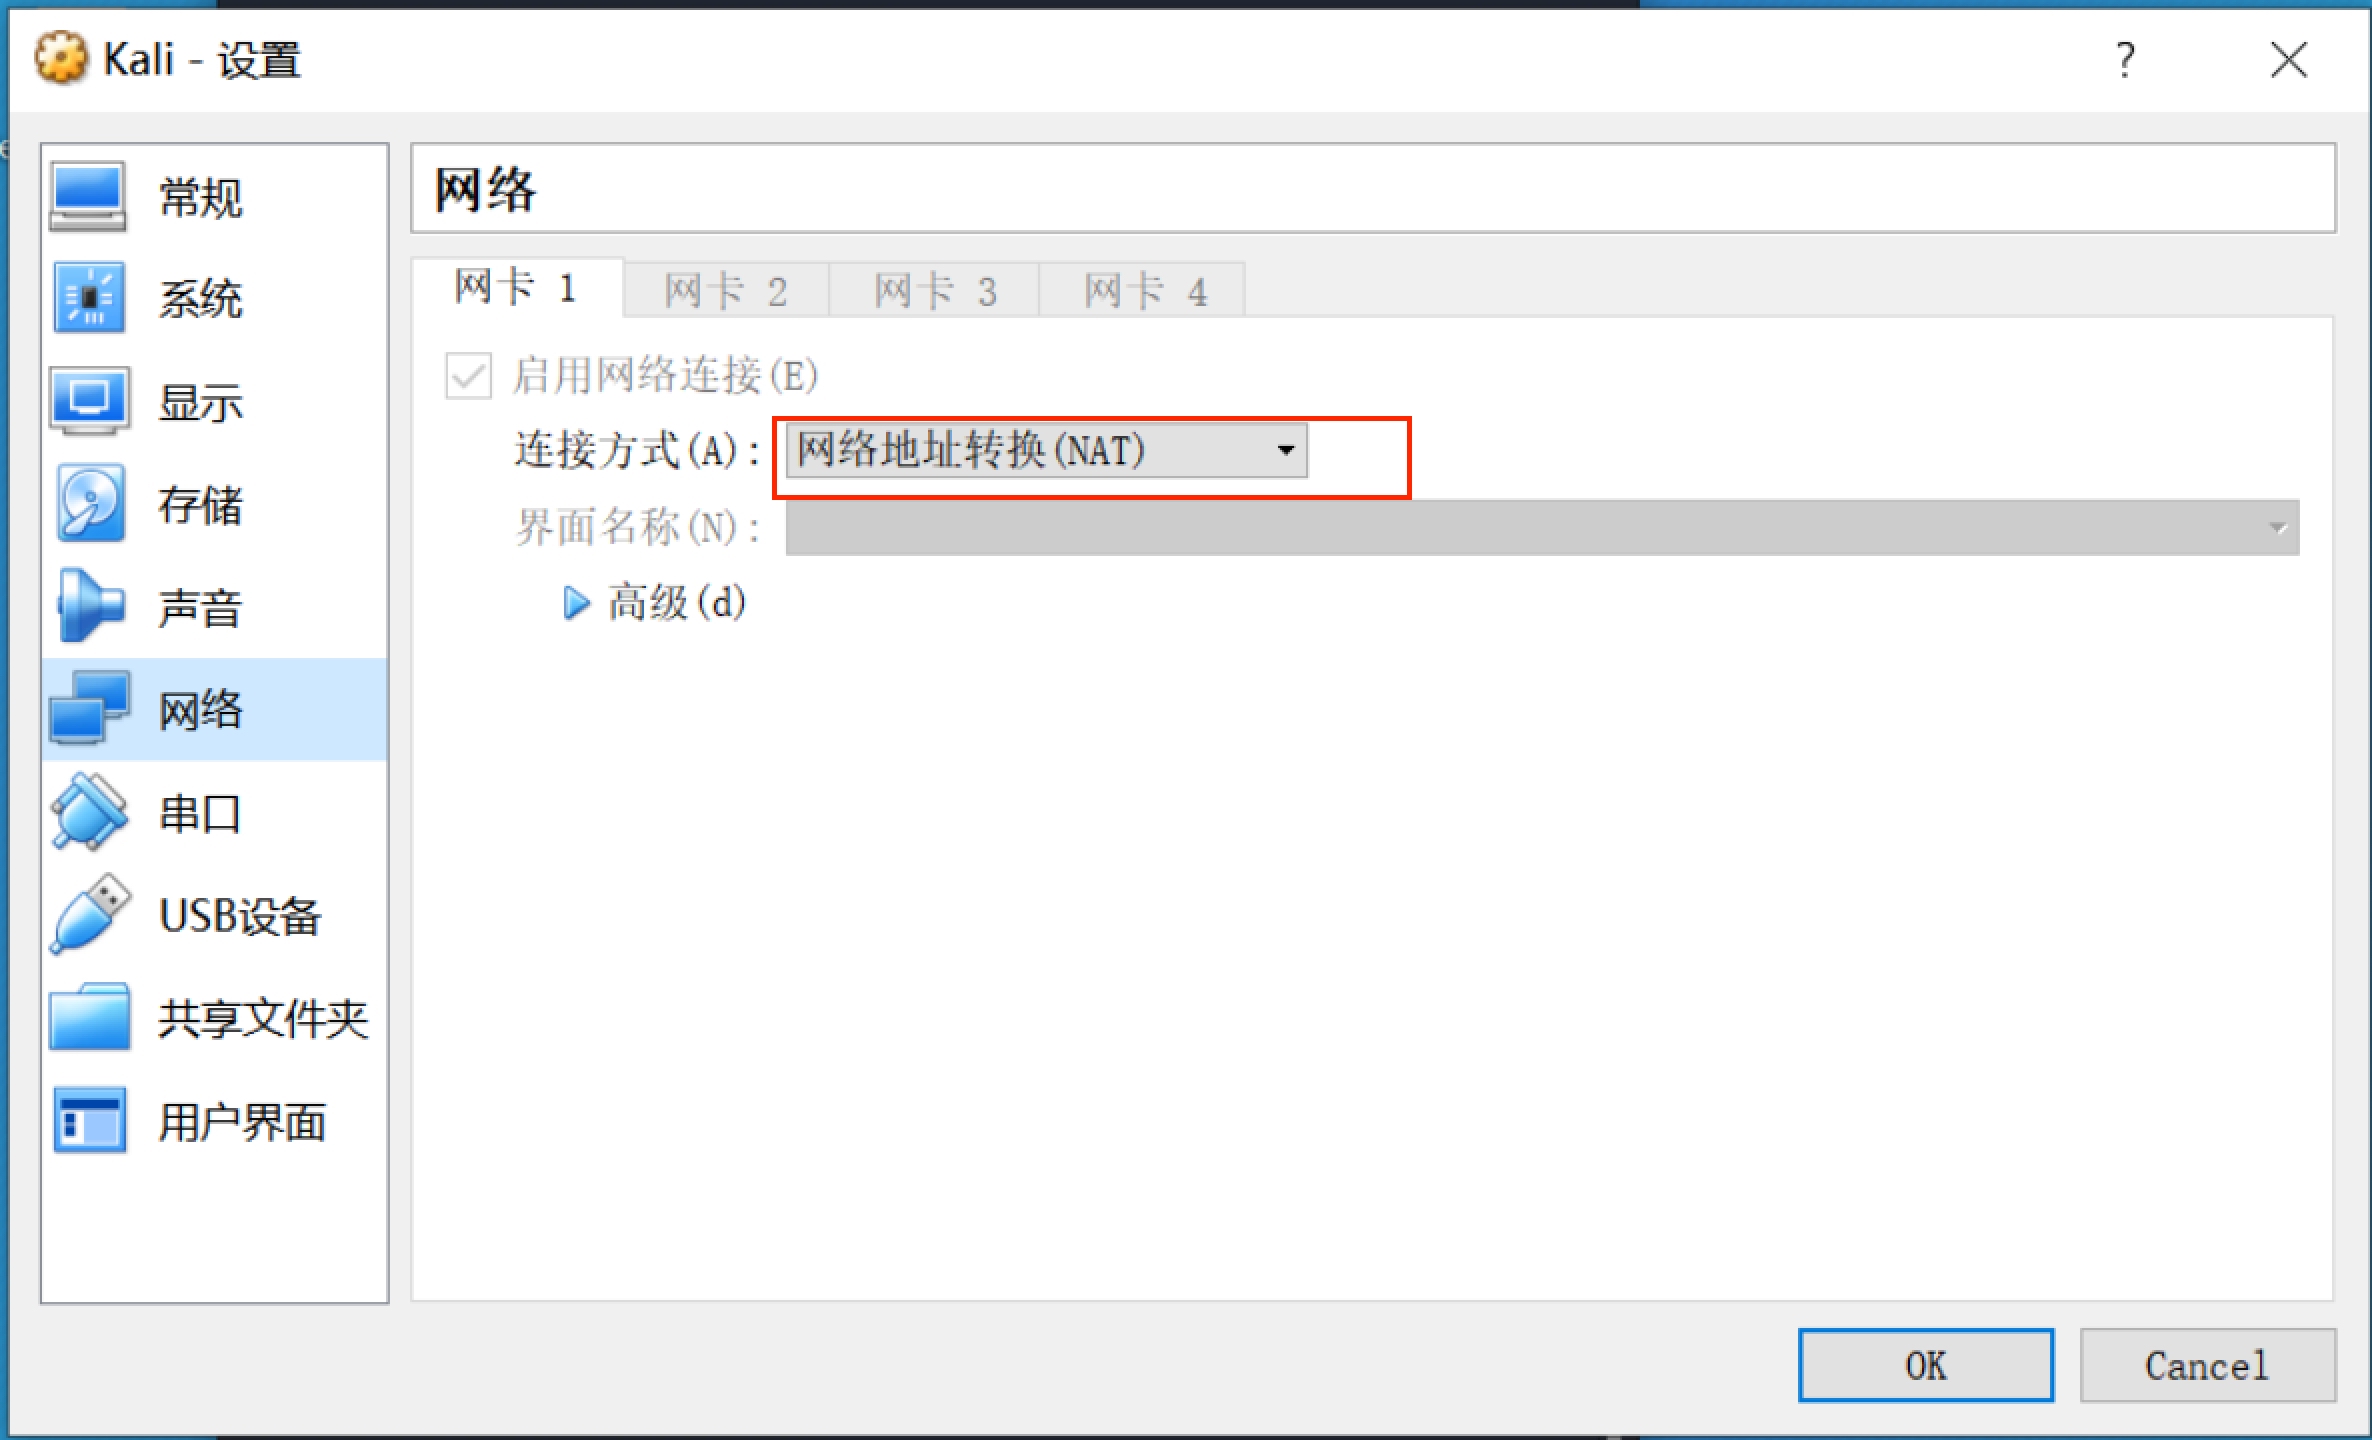 Kali - 设置
?
常规
系统
显示
存储
声音
网络
串口
USB设备
共享文件夹
用户界面
网络
网卡 1 网卡 2 网卡 3 网卡 4
启用网络连接(E)
连接方式(A): 网络地址转换(NAT)
界面名称(N):
高级(d)
OK Cancel